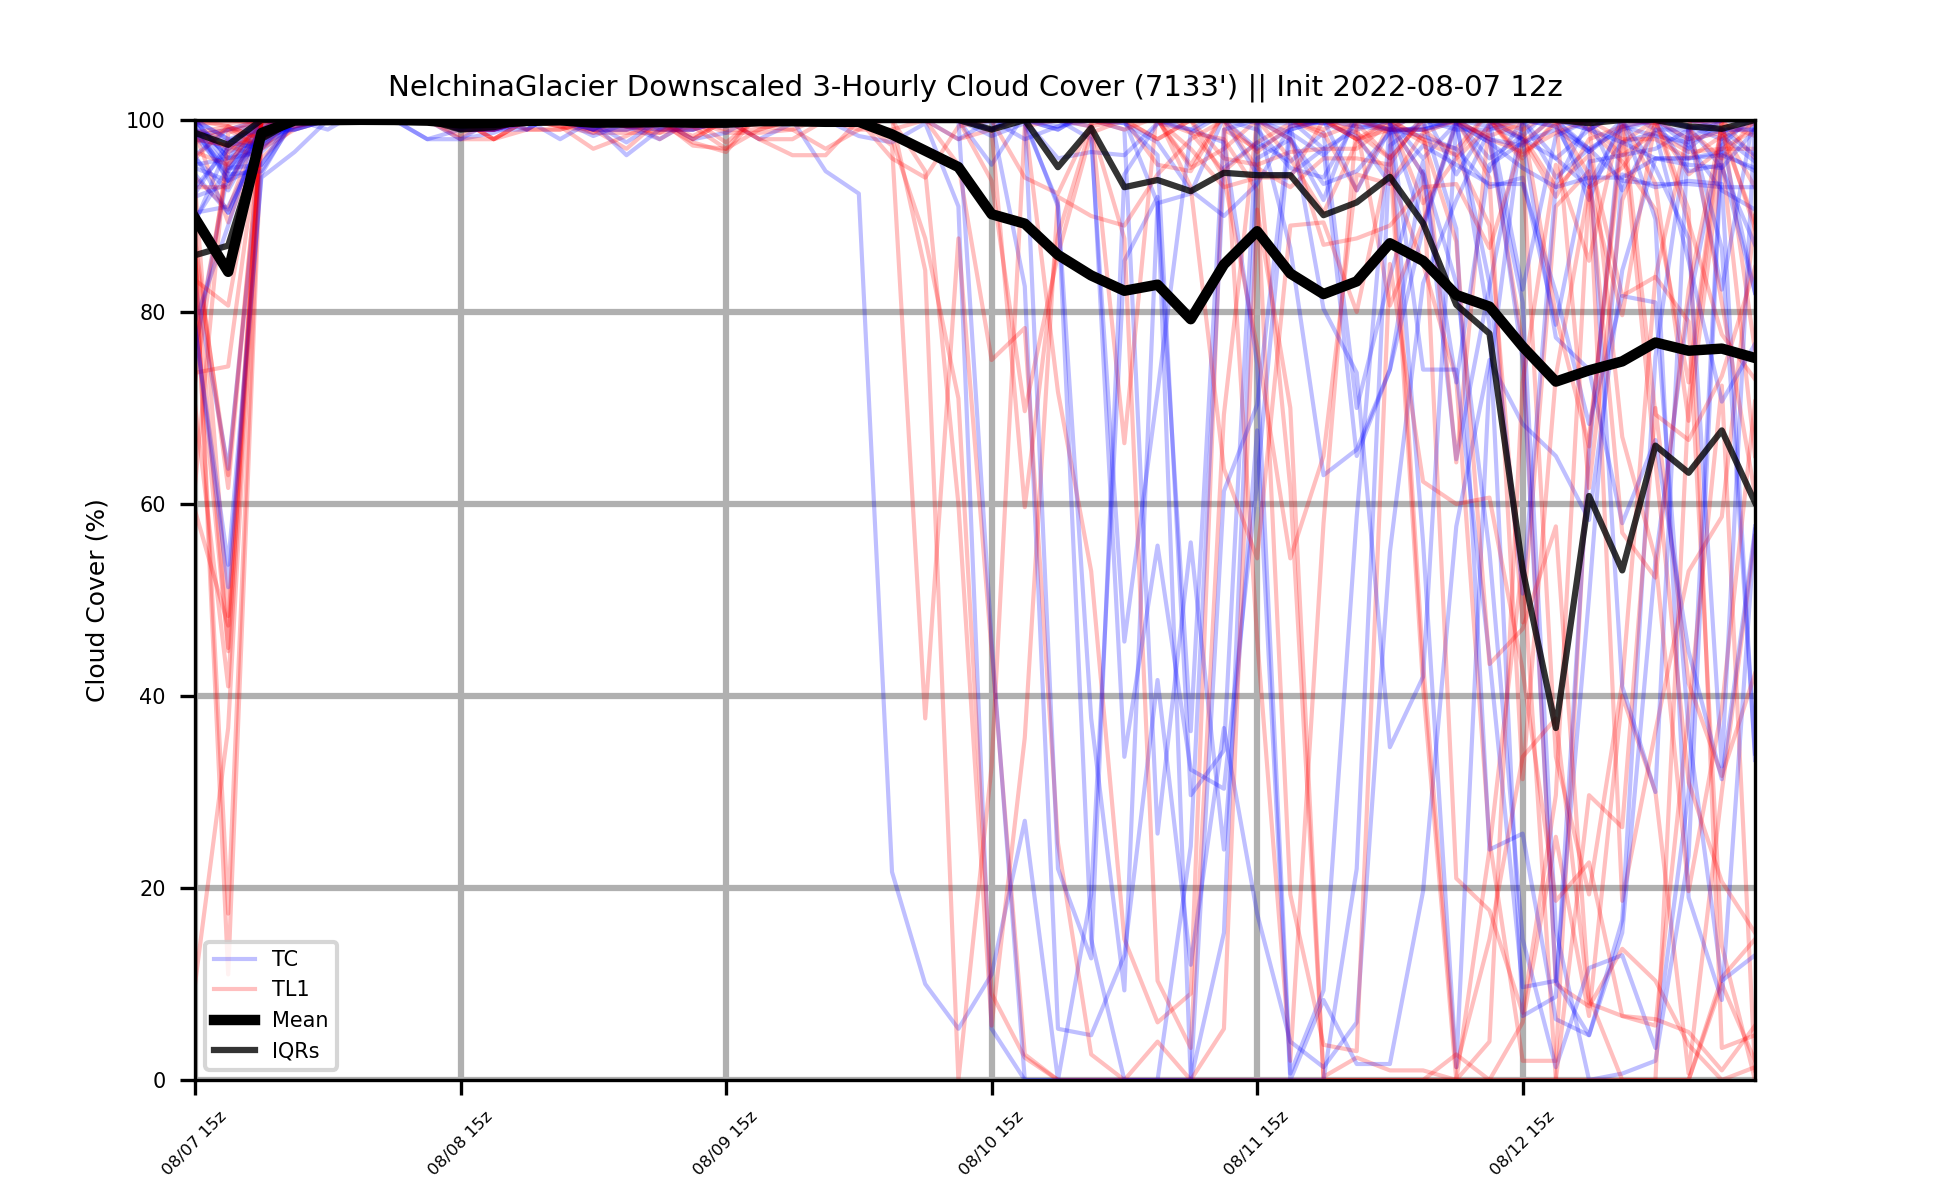 NelchinaGlacier Downscaled 3-Hourly Cloud Cover (7133') || Init 2022-08-07 12z
Cloud Cover (%)
100
80
60
40
20
0
TC
TL1
Mean
IQRs
08/07 15z
08/08 15z
08/09 15z
08/10 15z
08/11 15z
08/12 15z